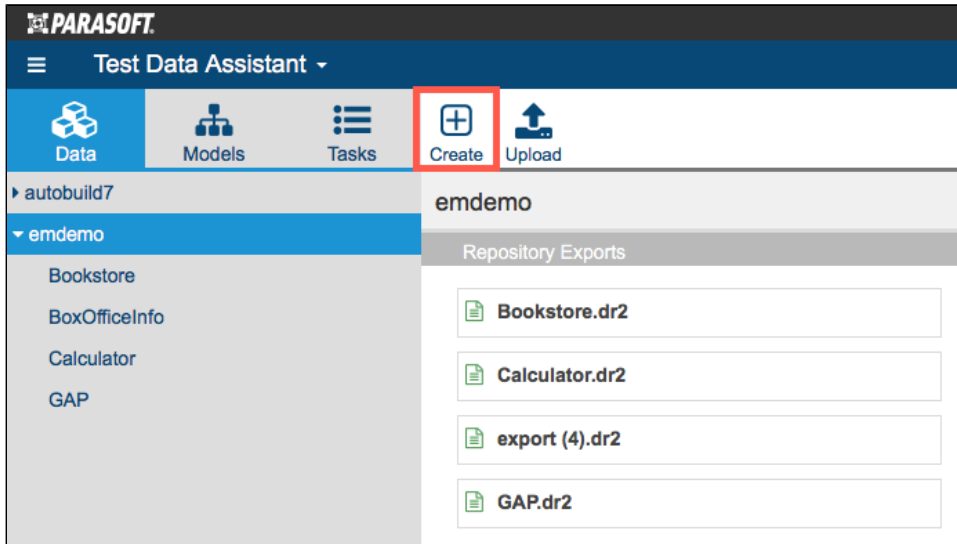 PARASOFT.
Test Data Assistant
Data Models Tasks Create Upload
autobuild7
emdemo
Bookstore
BoxOfficeInfo
Calculator
GAP
emdemo
Repository Exports
Bookstore.dr2
Calculator.dr2
export (4).dr2
GAP.dr2